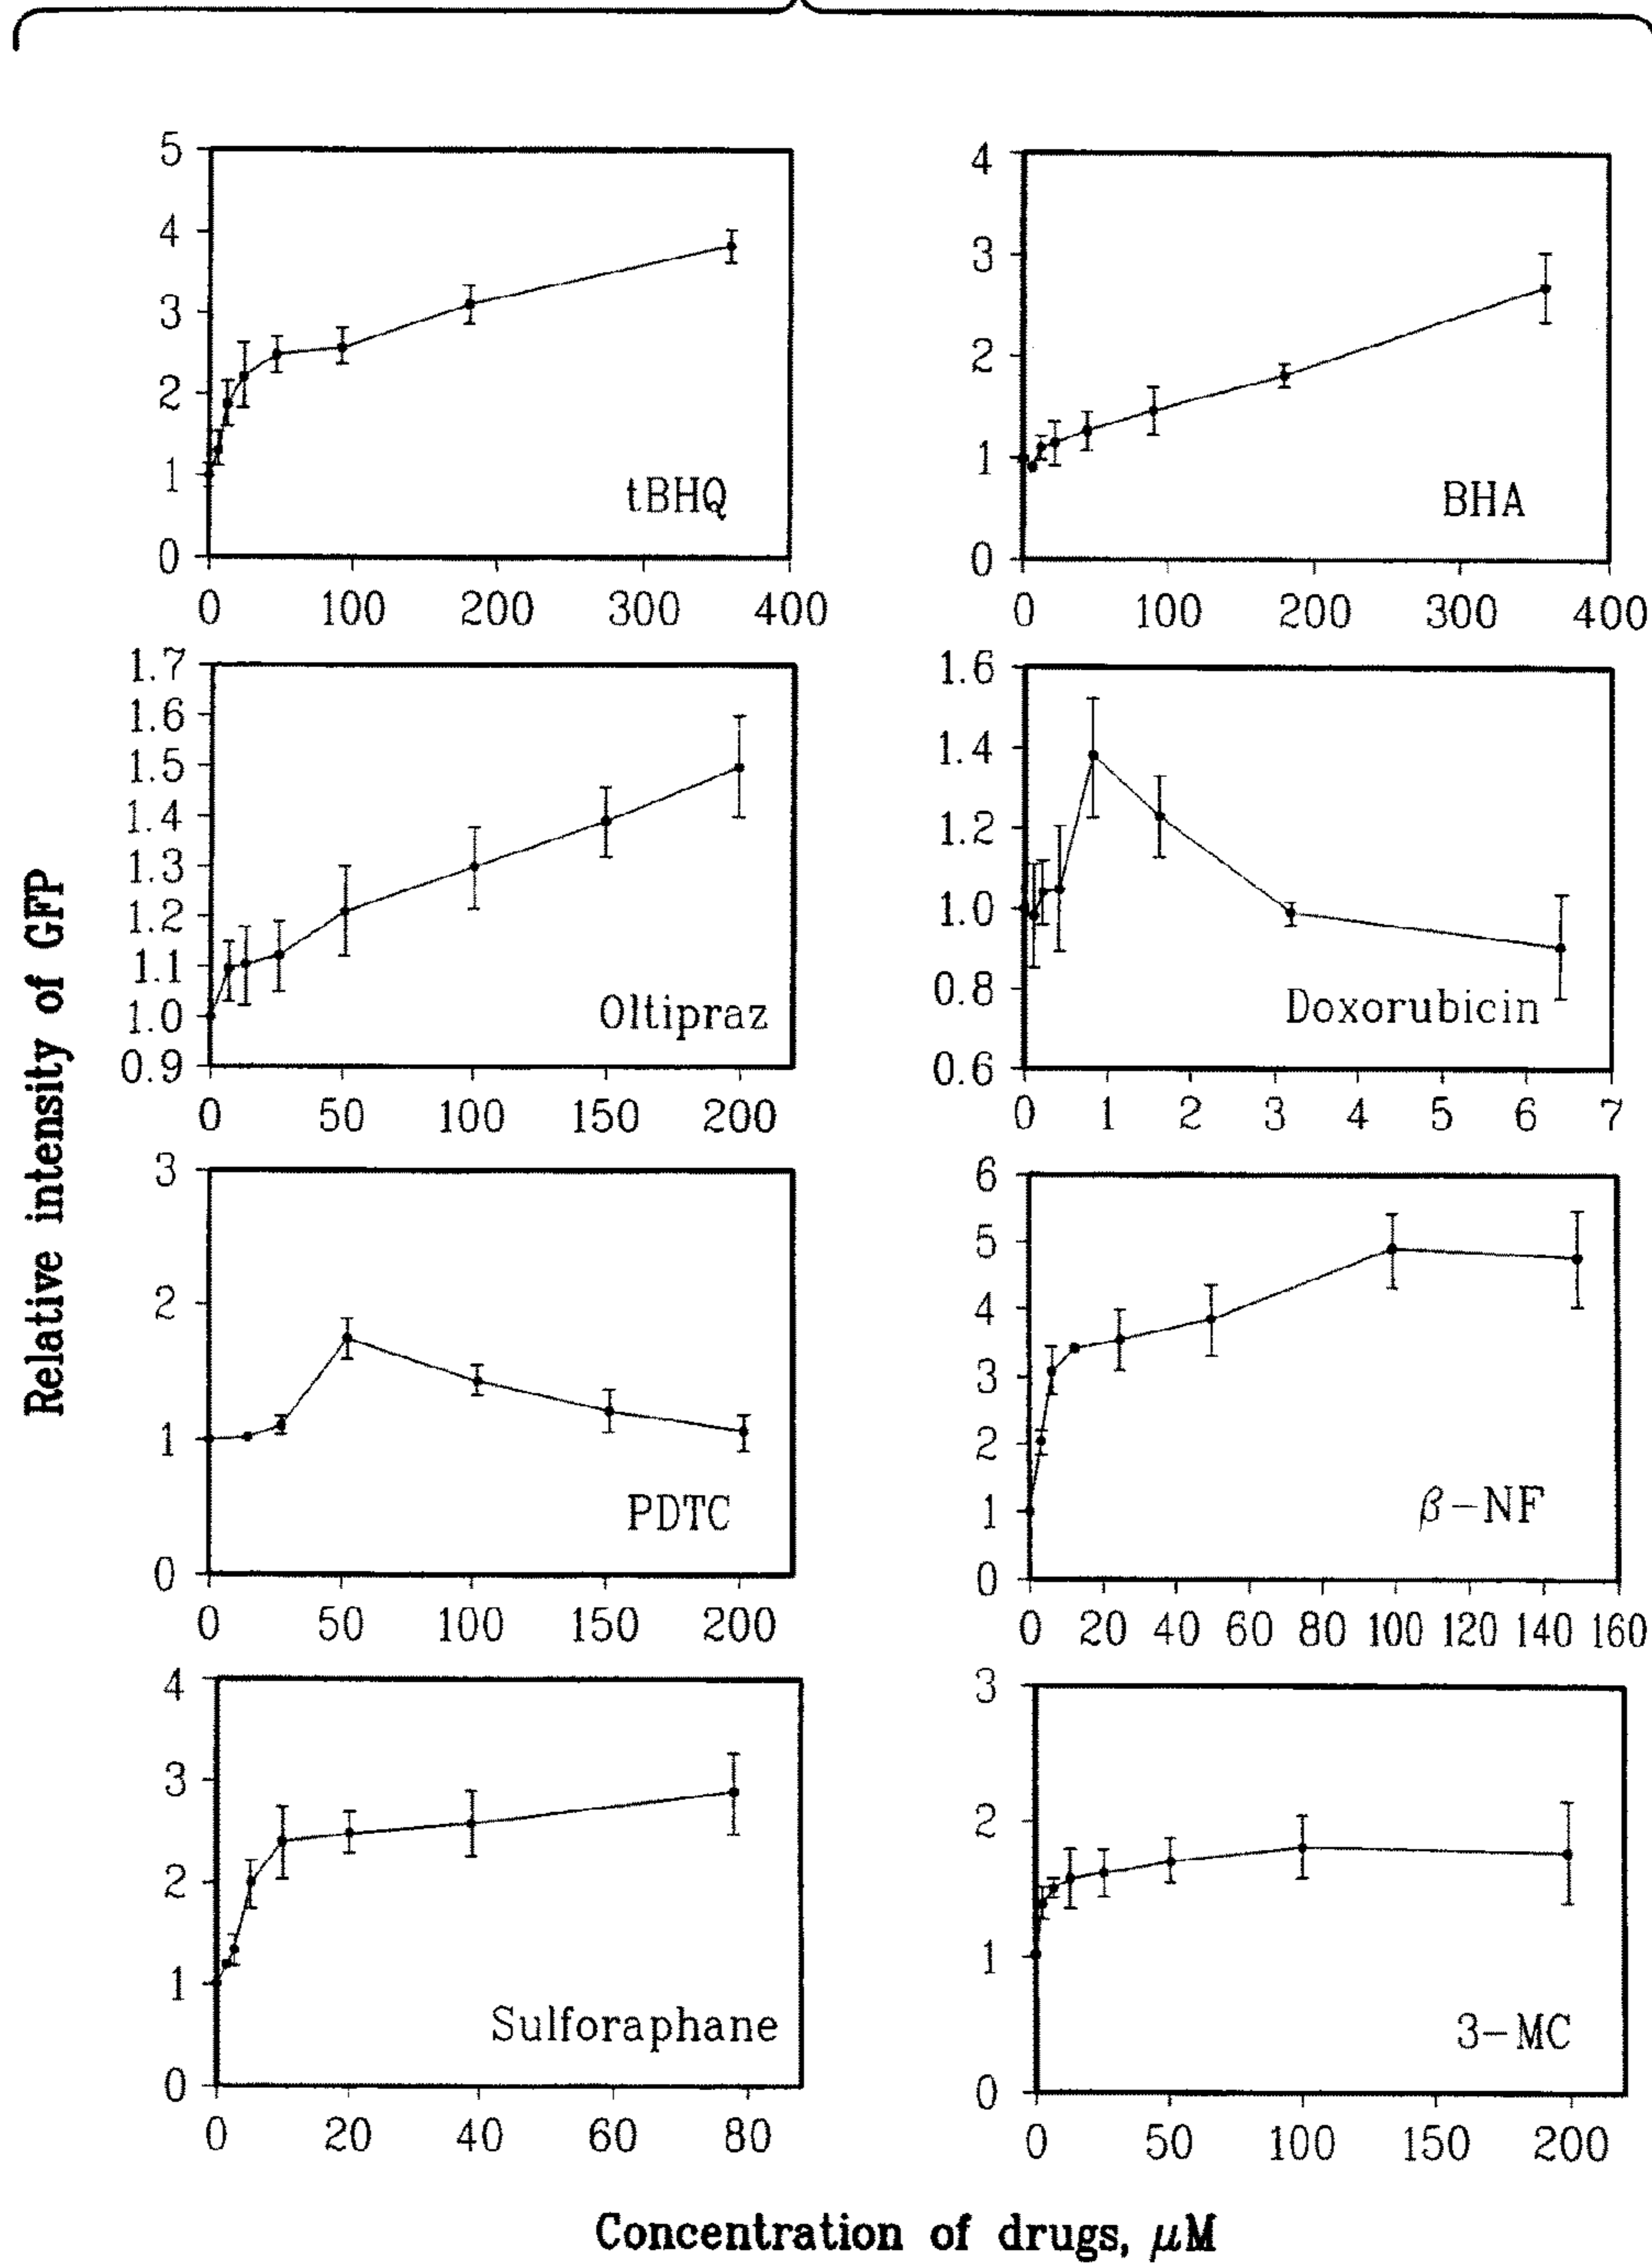 5
4
3
2
1
0
tBHQ
0 100 200 300 400
4
3
2
1
0
BHA
0 100 200 300 400
1.7
1.6
1.5
1.4
1.3
1.2
1.1
1.0
0.9
Oltipraz
0 50 100 150 200
1.6
1.4
1.2
1.0
0.8
0.6
Doxorubicin
0 1 2 3 4 5 6 7
Relative intensity of GFP
3
2
1
0
PDTC
0 50 100 150 200
6
5
4
3
2
1
0
β-NF
0 20 40 60 80 100 120 140 160
4
3
2
1
0
Sulforaphane
0 20 40 60 80
3
2
1
0
3-MC
0 50 100 150 200
Concentration of drugs, μM